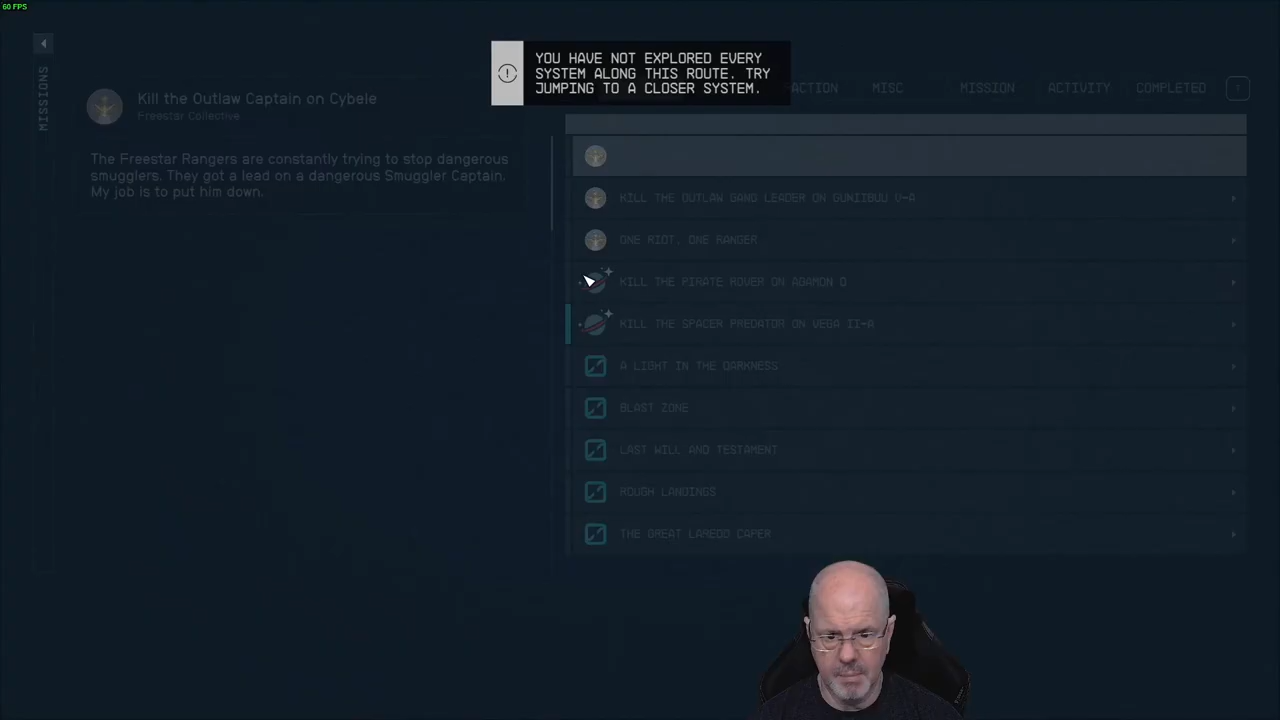 60 FPS
YOU HAVE NOT EXPLORED EVERY
SYSTEM ALONG THIS ROUTE. TRY
JUMPING TO A CLOSER SYSTEM.
MISSIONS
Kill the Outlaw Captain on Cybele
Freestar Collective
The Freestar Rangers are constantly trying to stop dangerous
smugglers. They got a lead on a dangerous Smuggler Captain.
My job is to put him down.
ACTION
MISC
MISSION
ACTIVITY
COMPLETED
KILL THE OUTLAW GANG LEADER ON GUNIIBUU V-A
ONE RIOT, ONE RANGER
KILL THE PIRATE ROVER ON AGAMON D
KILL THE SPACER PREDATOR ON VEGA II-A
A LIGHT IN THE DARKNESS
BLAST ZONE
LAST WILL AND TESTAMENT
ROUGH LANDINGS
THE GREAT LAREDO CAPER